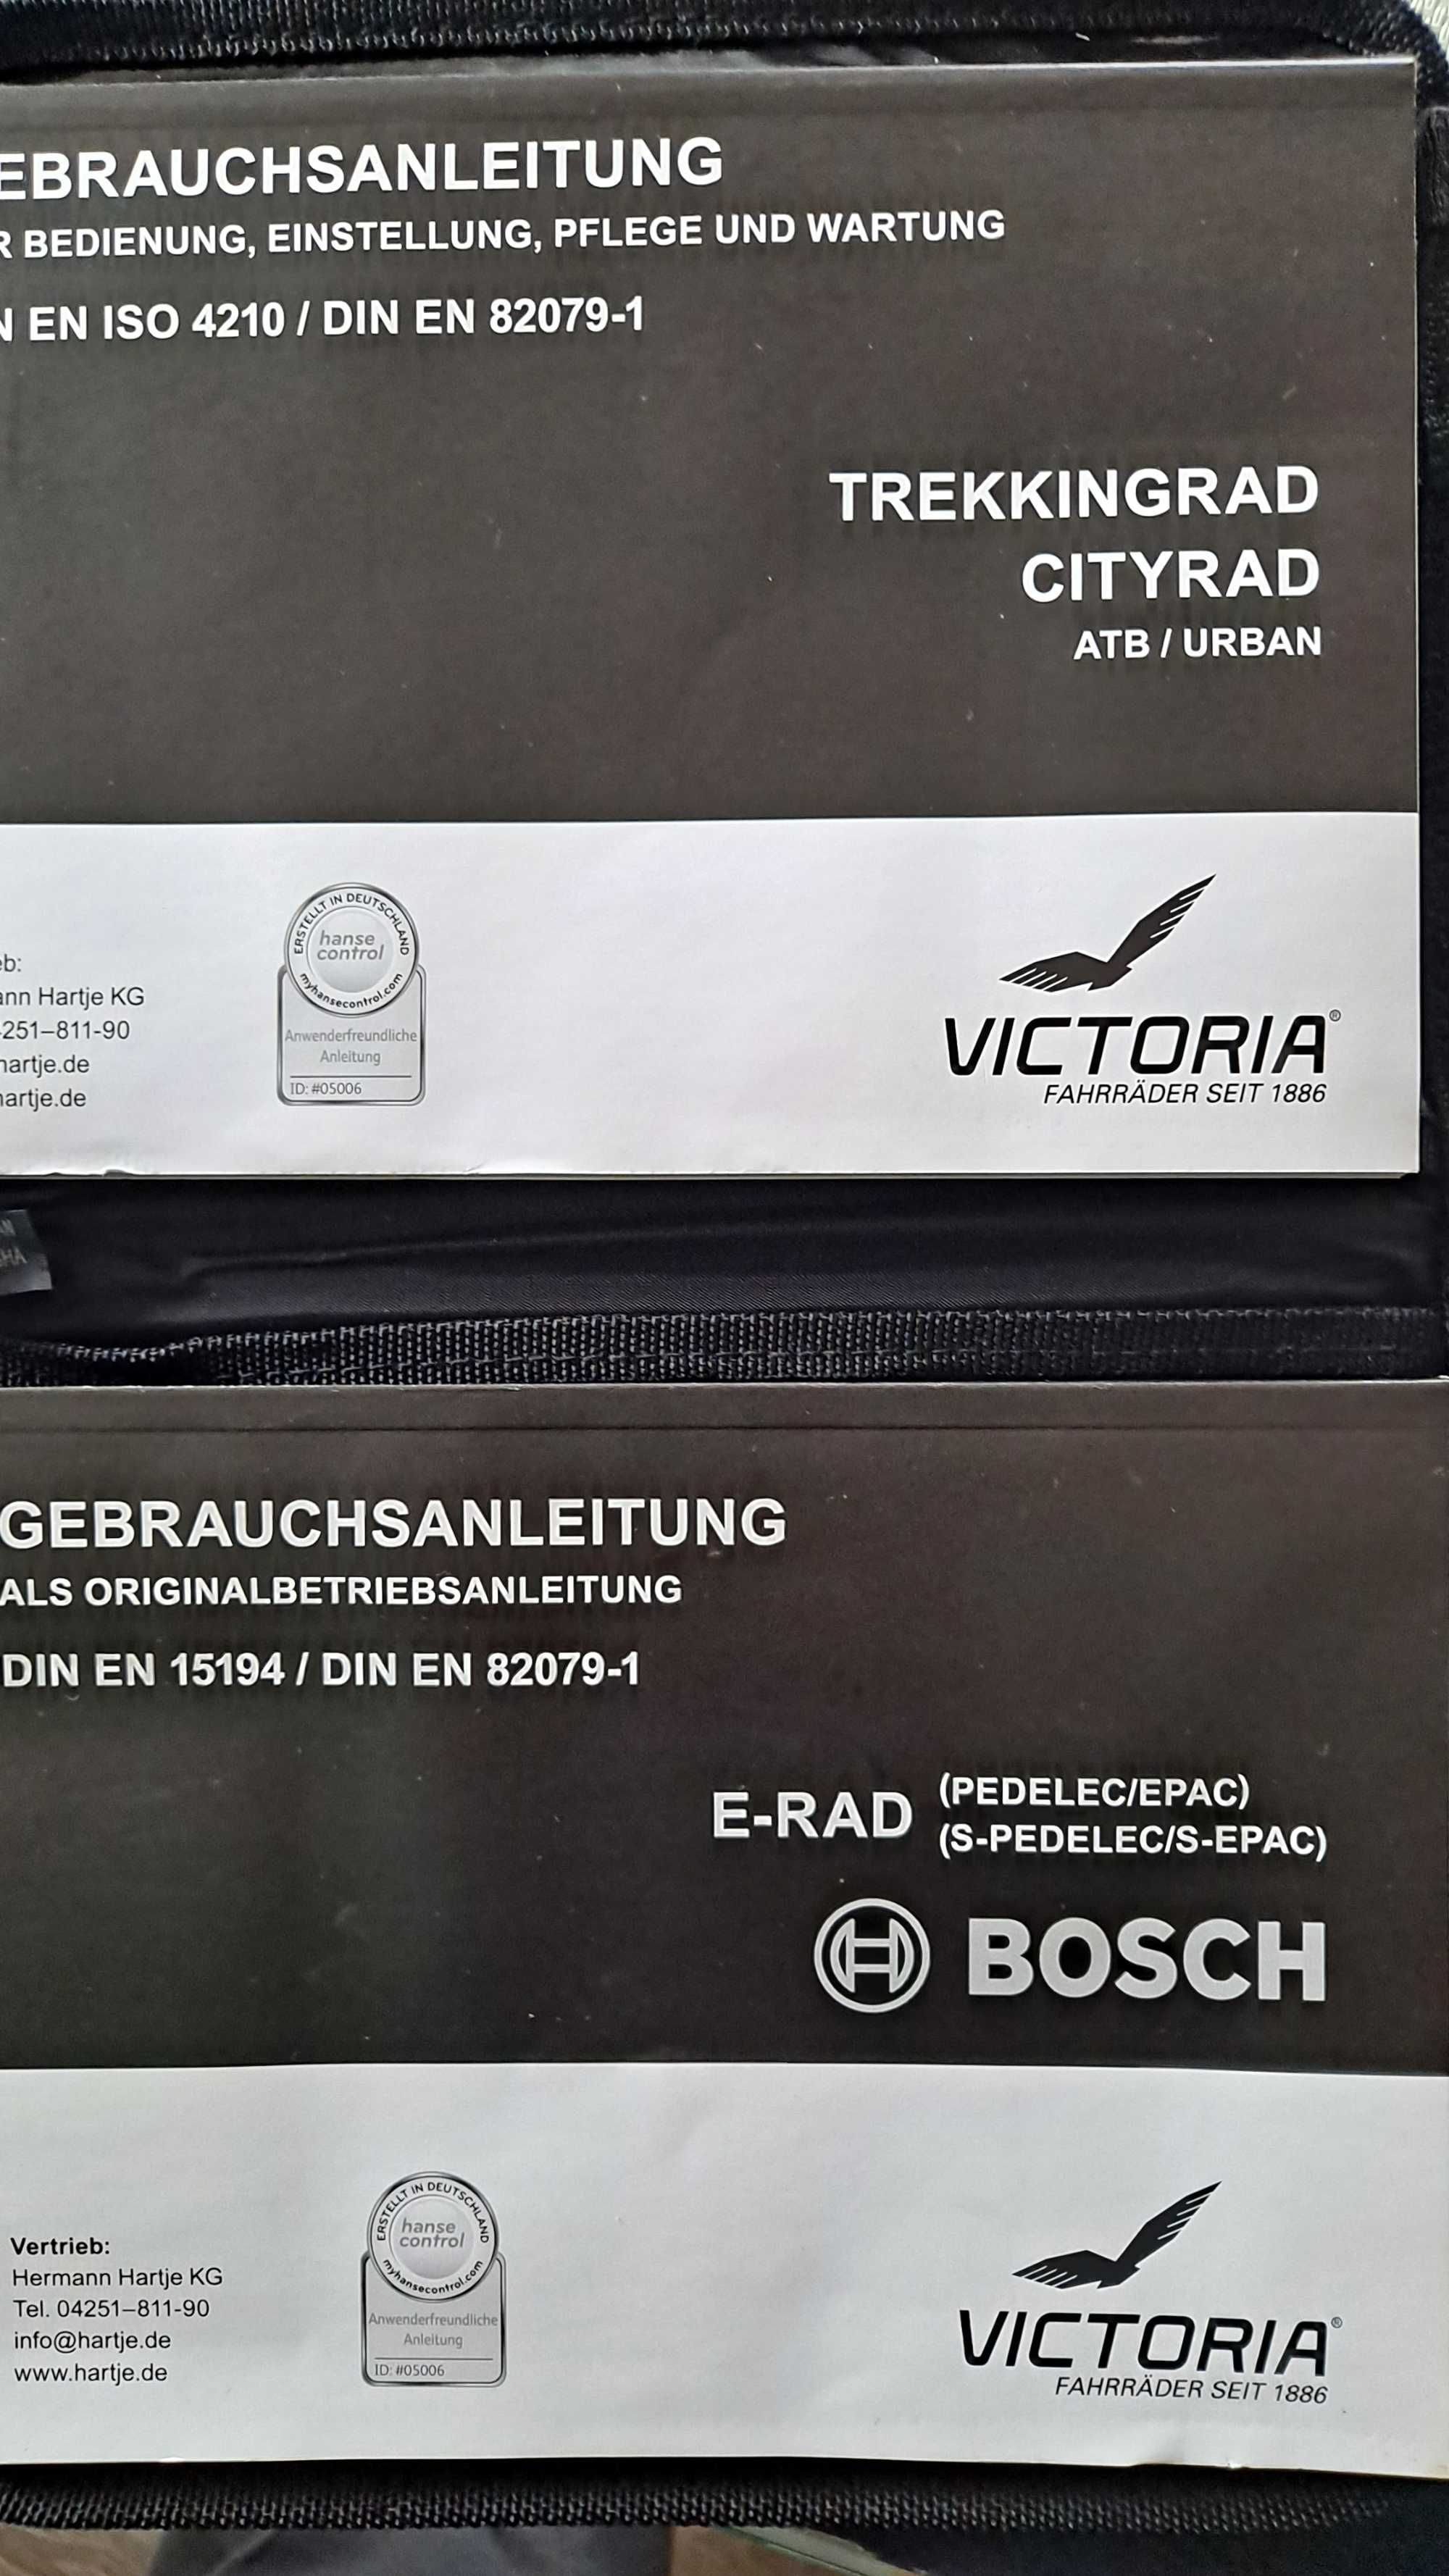 EBRAUCHSANLEITUNG
R BEDIENUNG, EINSTELLUNG, PFLEGE UND WARTUNG
N EN ISO 4210 / DIN EN 82079-1
TREKKINGRAD
CITYRAD
ATB / URBAN
eb:
ann Hartje KG
4251–811-90
hartje.de
hartje.de
ERSTELLT IN DEUTSCHLAND
hanse
control
myhansecontrol.com
Anwenderfreundliche
Anleitung
ID: #05006
VICTORIA®
FAHRRÄDER SEIT 1886
AN
GHA
GEBRAUCHSANLEITUNG
ALS ORIGINALBETRIEBSANLEITUNG
DIN EN 15194 / DIN EN 82079-1
E-RAD (PEDELEC/EPAC)
(S-PEDELEC/S-EPAC)
BOSCH
Vertrieb:
Hermann Hartje KG
Tel. 04251–811-90
info@hartje.de
www.hartje.de
ERSTELLT IN DEUTSCHLAND
hanse
control
myhansecontrol.com
Anwenderfreundliche
Anleitung
ID: #05006
VICTORIA®
FAHRRÄDER SEIT 1886